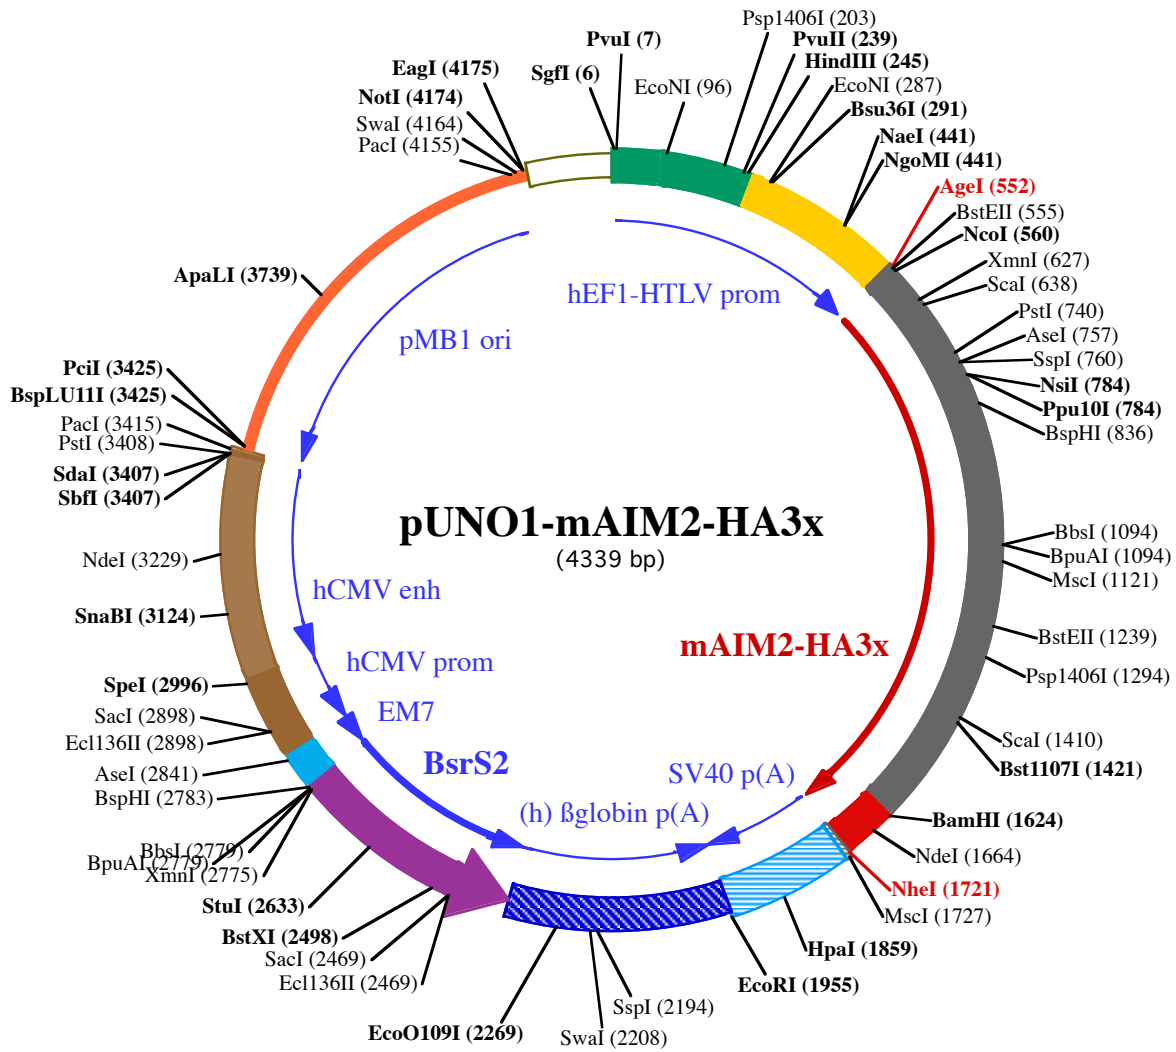 PvuI (7)
SgfI (6)
EcoNI (96)
Psp1406I (203)
PvuII (239)
HindIII (245)
EcoNI (287)
Bsu36I (291)
NaeI (441)
NgoMI (441)
AgeI (552)
BstEII (555)
NcoI (560)
XmnI (627)
ScaI (638)
PstI (740)
AseI (757)
SspI (760)
NsiI (784)
Ppu10I (784)
BspHI (836)
BbsI (1094)
BpuAI (1094)
MscI (1121)
BstEII (1239)
Psp1406I (1294)
ScaI (1410)
Bst1107I (1421)
BamHI (1624)
NdeI (1664)
NheI (1721)
MscI (1727)
HpaI (1859)
EcoRI (1955)
SspI (2194)
SwaI (2208)
EcoO109I (2269)
Ecl136II (2469)
SacI (2469)
BstXI (2498)
StuI (2633)
XmnI (2775)
BpuAI (2779)
BbsI (2779)
BspHI (2783)
AseI (2841)
Ecl136II (2898)
SacI (2898)
SpeI (2996)
SnaBI (3124)
NdeI (3229)
SbfI (3407)
SdaI (3407)
PstI (3408)
PacI (3415)
BspLU11I (3425)
PciI (3425)
ApaLI (3739)
PacI (4155)
SwaI (4164)
NotI (4174)
EagI (4175)
hEF1-HTLV prom
pMB1 ori
pUNO1-mAIM2-HA3x
(4339 bp)
hCMV enh
mAIM2-HA3x
hCMV prom
EM7
BsrS2
SV40 p(A)
(h) ßglobin p(A)